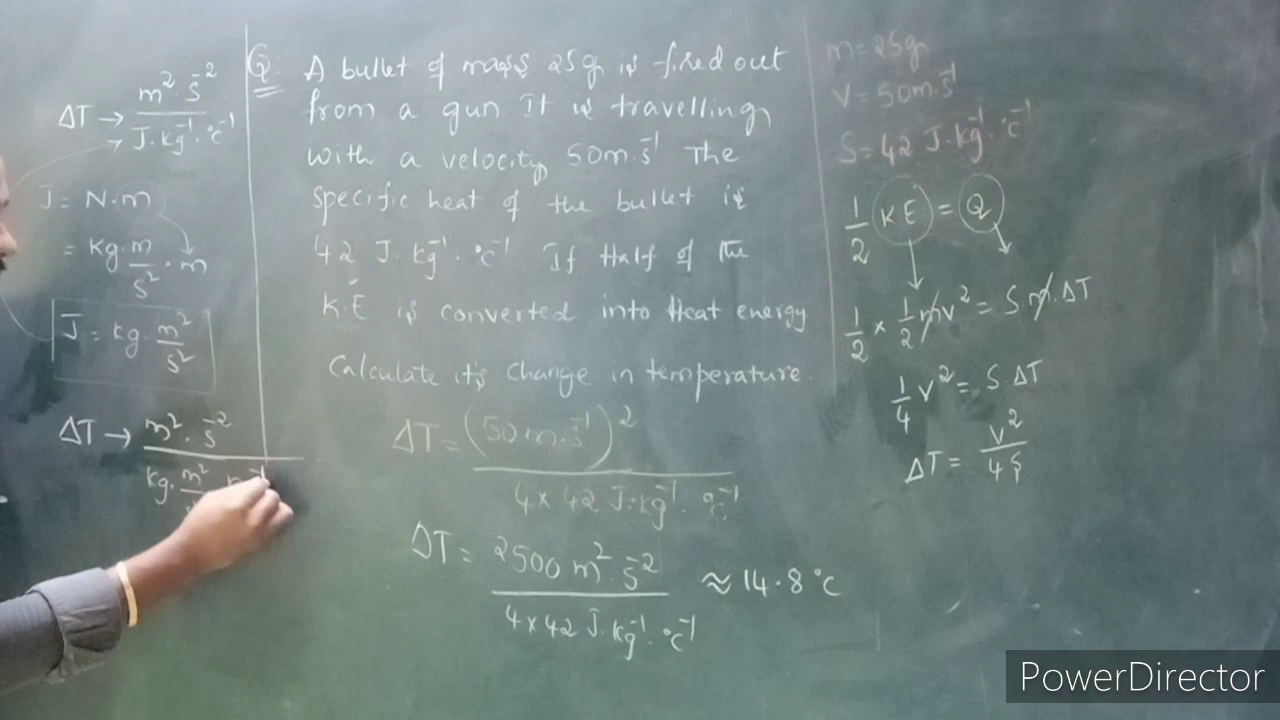 ΔT → m²·s⁻² / J·kg⁻¹·°c⁻¹
J = N·m
= kg·m/s²·m
J = kg·m²/s²
ΔT → m²·s⁻² / kg·m²
Q: A bullet of mass 25g is fired out
from a gun It is travelling
with a velocity 50m·s⁻¹ The
specific heat of the bullet is
42 J·kg⁻¹·°c⁻¹ If Half of the
K.E is converted into Heat energy
Calculate it's change in temperature.
ΔT = (50m·s⁻¹)² / 4×42 J·kg⁻¹·°c⁻¹
ΔT = 2500 m²·s⁻² / 4×42 J·kg⁻¹·°c⁻¹ ≈ 14.8°c
m=25g
V=50m·s⁻¹
S=42 J·kg⁻¹·°c⁻¹
1/2 KE = Q
1/2 × 1/2 mv² = S m·ΔT
1/4 v² = S ΔT
ΔT = v²/4S
PowerDirector